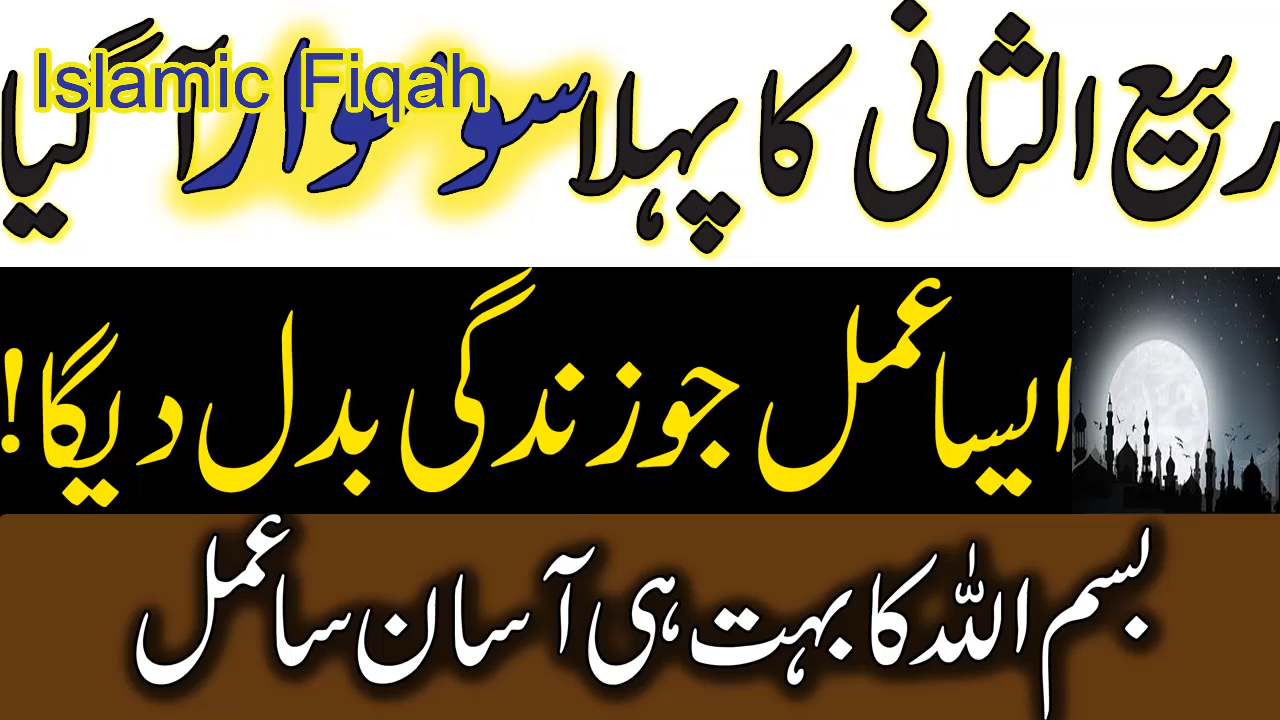 Islamic Fiqah
ربیع الثانی کا پہلا سوموار آگیا
ایسا عمل جو زندگی بدل دیگا!
بسم اللہ کا بہت ہی آسان سا عمل